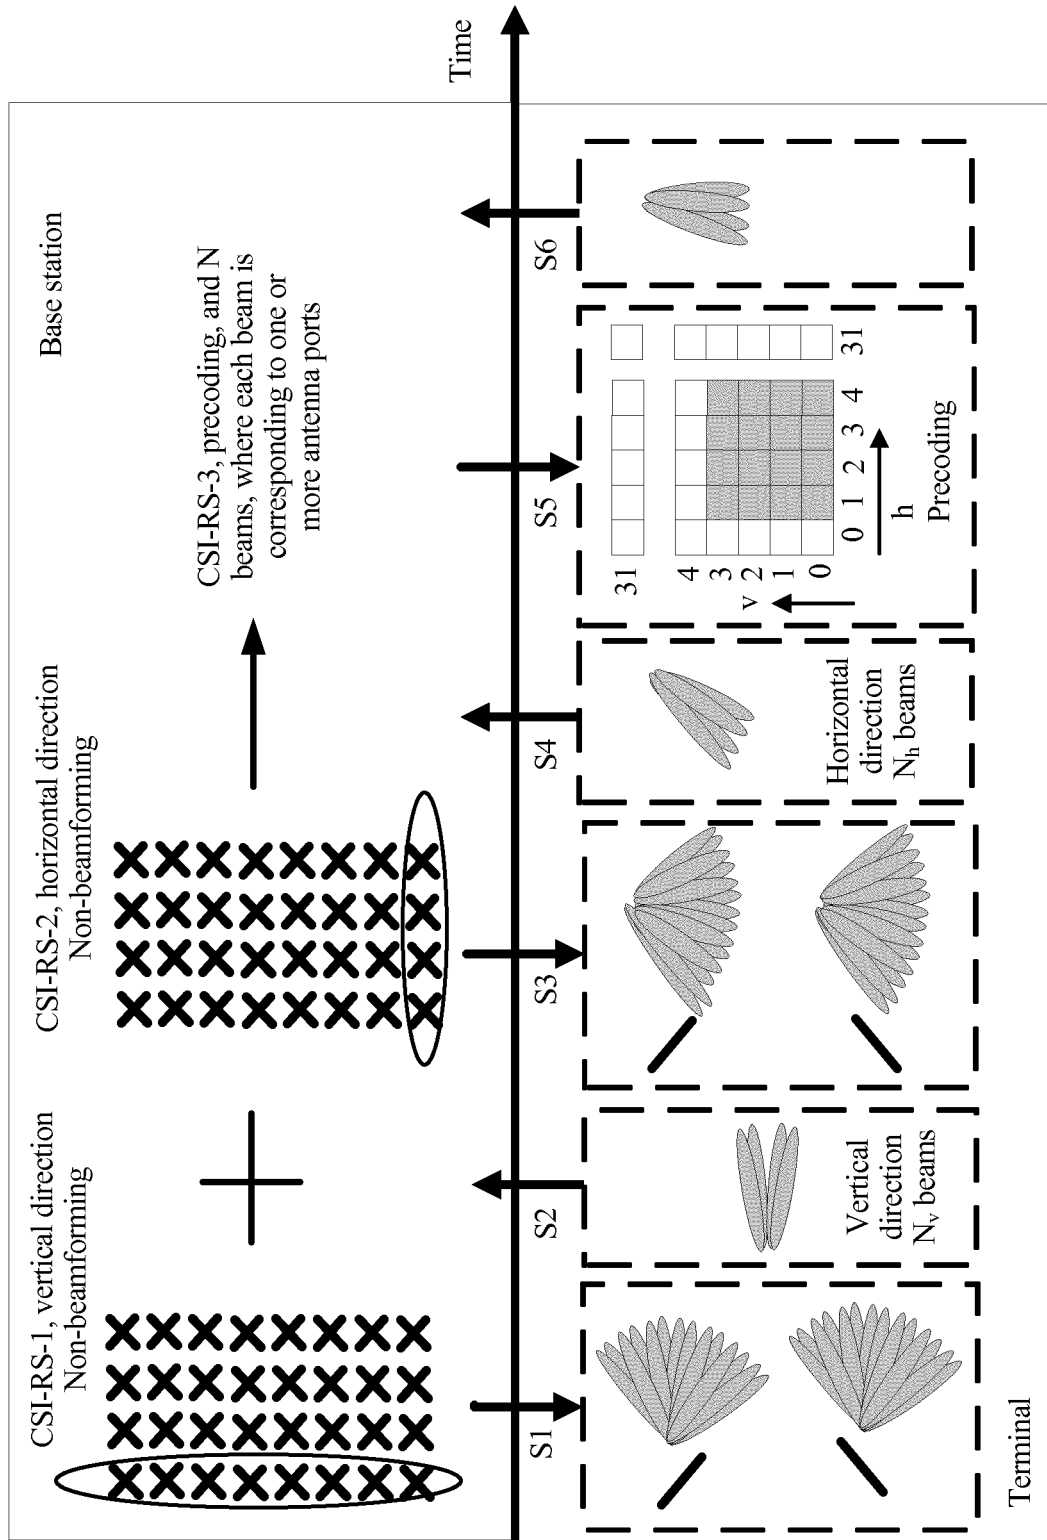 Base station
CSI-RS-1, vertical direction
Non-beamforming
CSI-RS-2, horizontal direction
Non-beamforming
CSI-RS-3, precoding, and N
beams, where each beam is
corresponding to one or
more antenna ports
Time
S1
S2
S3
S4
S5
S6
Vertical
direction
Nᵥ beams
Horizontal
direction
Nₕ beams
31
4
3
v 2
1
0
0 1 2 3 4 31
h
Precoding
Terminal